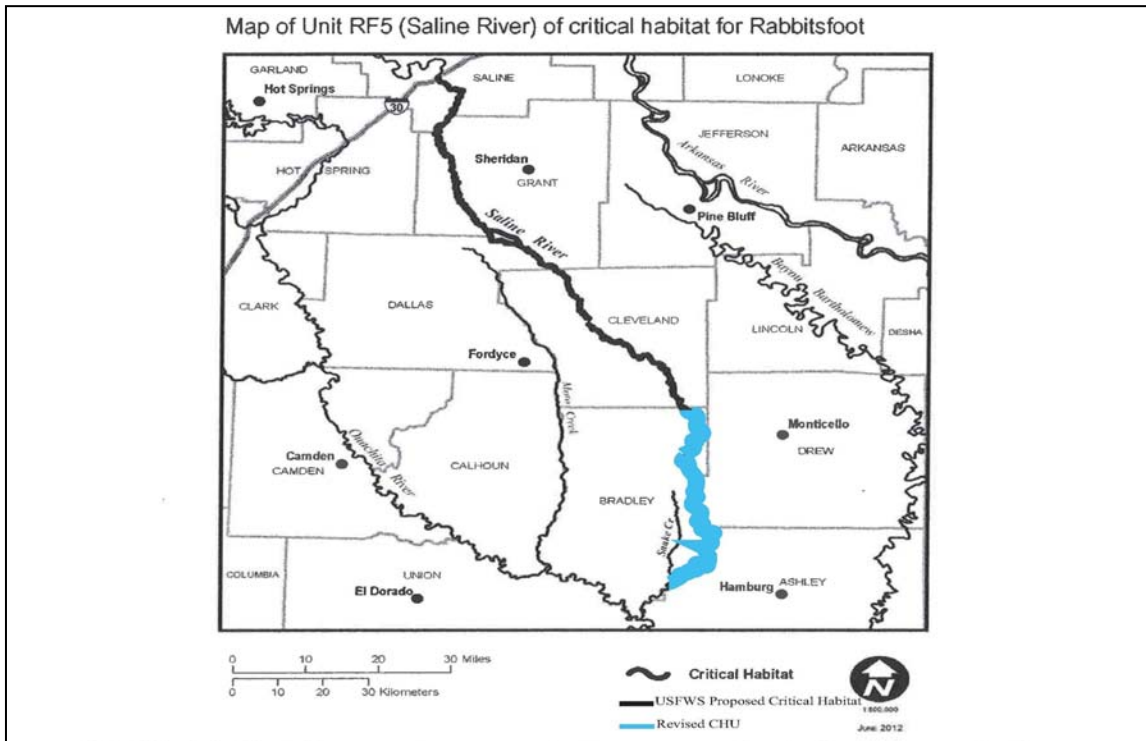 Map of Unit RF5 (Saline River) of critical habitat for Rabbitsfoot
GARLAND
Hot Springs
SALINE
LONOKE
30
JEFFERSON
ARKANSAS
Arkansas River
HOT SPRING
Sheridan
GRANT
Pine Bluff
Saline River
Bayou Bartholomew
CLARK
DALLAS
CLEVELAND
LINCOLN
DESHA
Fordyce
Moro Creek
Monticello
DREW
Camden
CAMDEN
Ouachita River
CALHOUN
BRADLEY
Snake Cr
COLUMBIA
UNION
El Dorado
Hamburg
ASHLEY
0 10 20 30 Miles
0 10 20 30 Kilometers
Critical Habitat
USFWS Proposed Critical Habitat
Revised CHU
N
June, 2012